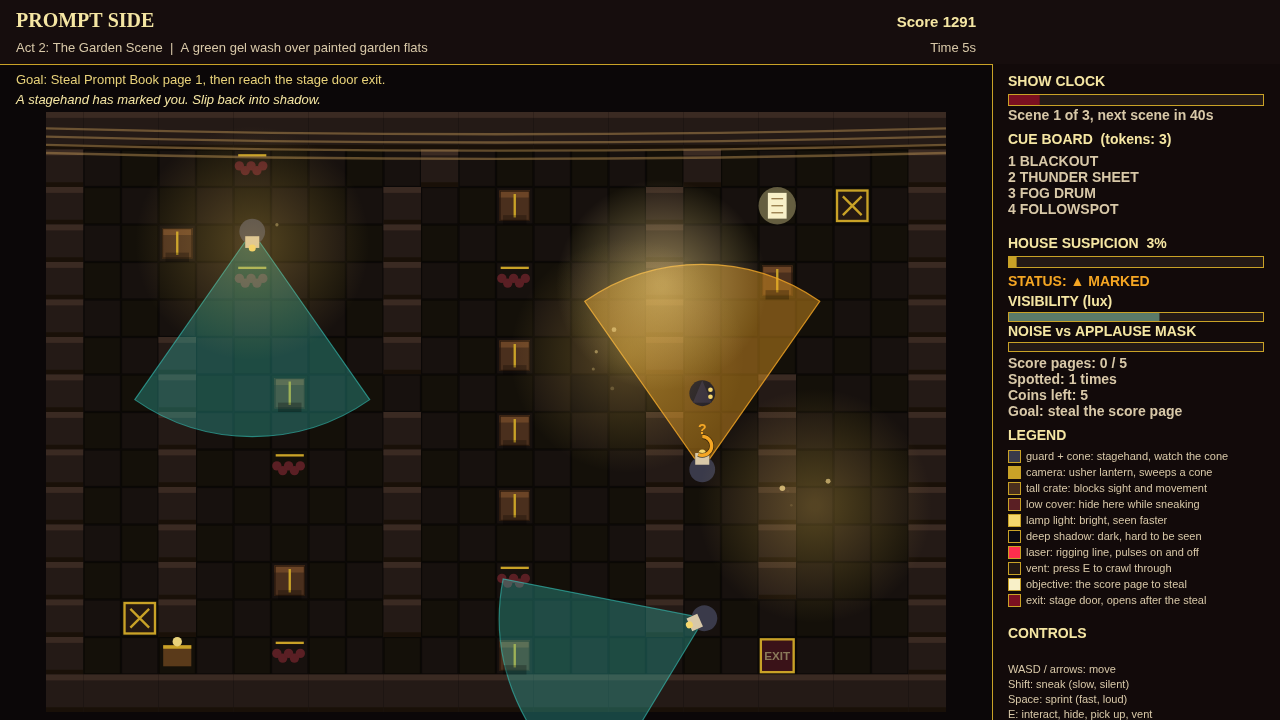 PROMPT SIDE
Score 1291
Act 2: The Garden Scene | A green gel wash over painted garden flats
Time 5s
Goal: Steal Prompt Book page 1, then reach the stage door exit.
A stagehand has marked you. Slip back into shadow.
?
EXIT
SHOW CLOCK
Scene 1 of 3, next scene in 40s
CUE BOARD (tokens: 3)
1 BLACKOUT
2 THUNDER SHEET
3 FOG DRUM
4 FOLLOWSPOT
HOUSE SUSPICION 3%
STATUS: ▲ MARKED
VISIBILITY (lux)
NOISE vs APPLAUSE MASK
Score pages: 0 / 5
Spotted: 1 times
Coins left: 5
Goal: steal the score page
LEGEND
guard + cone: stagehand, watch the cone
camera: usher lantern, sweeps a cone
tall crate: blocks sight and movement
low cover: hide here while sneaking
lamp light: bright, seen faster
deep shadow: dark, hard to be seen
laser: rigging line, pulses on and off
vent: press E to crawl through
objective: the score page to steal
exit: stage door, opens after the steal
CONTROLS
WASD / arrows: move
Shift: sneak (slow, silent)
Space: sprint (fast, loud)
E: interact, hide, pick up, vent